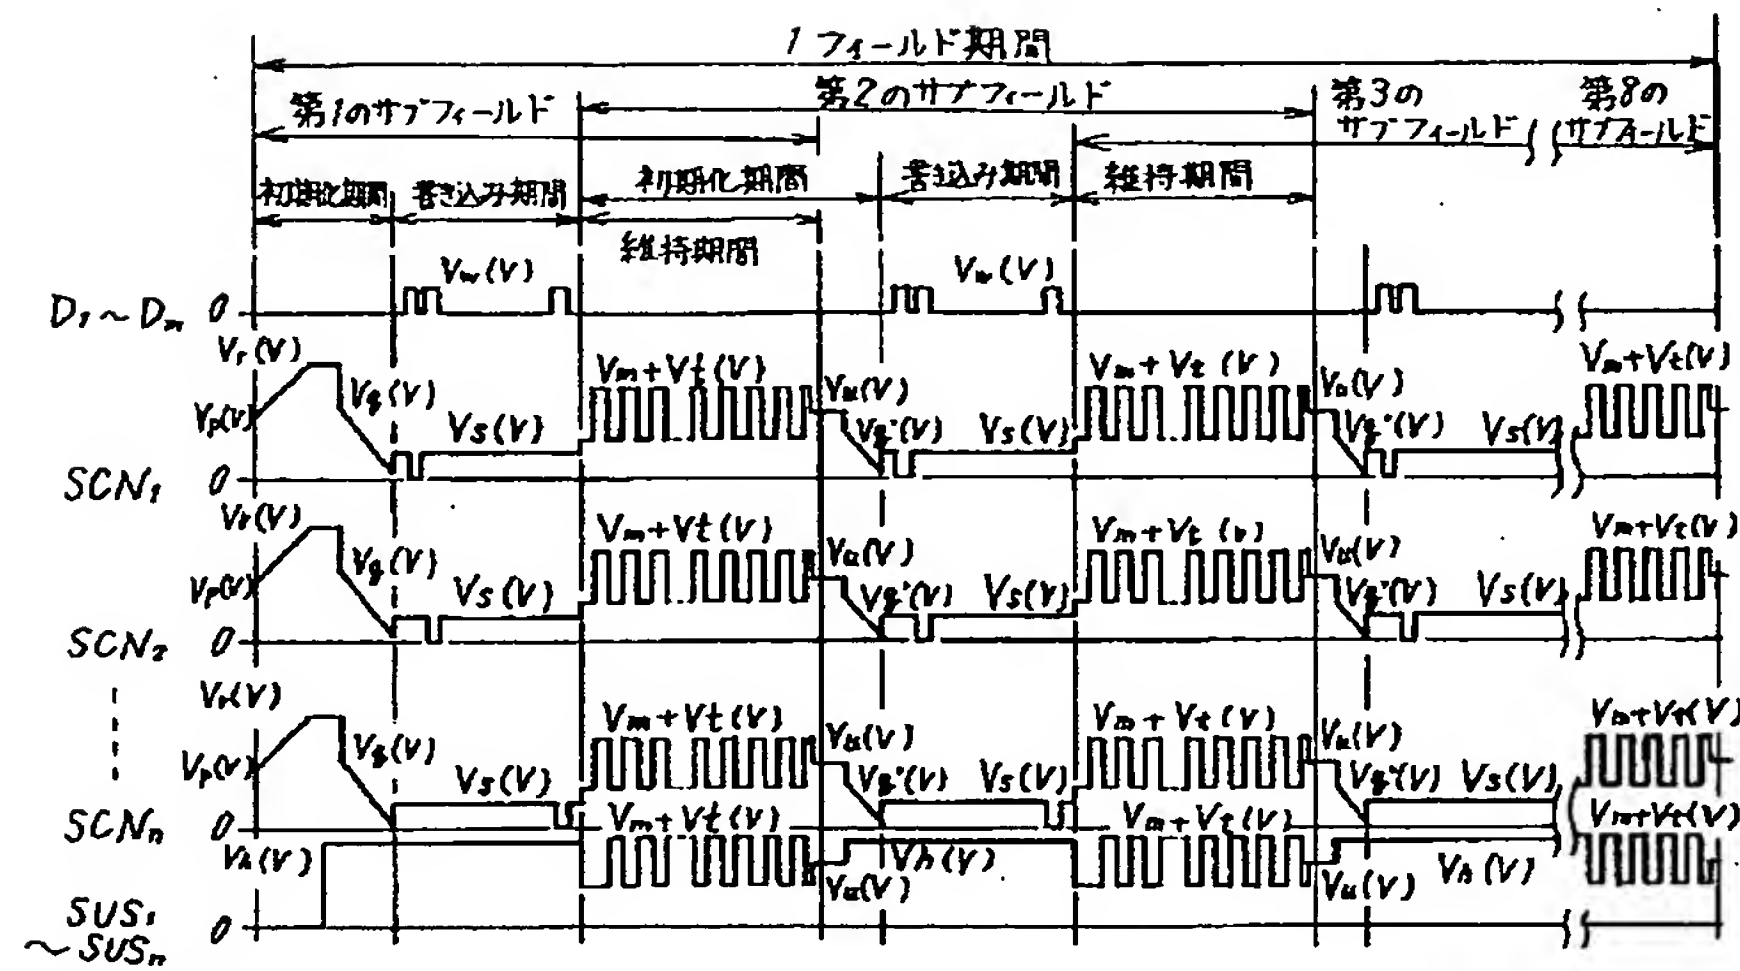 1フィールド期間
第1のサブフィールド 第2のサブフィールド 第3の 第8の
サブフィールド サブフィールド
初期化期間 書き込み期間 初期化期間 書き込み期間 維持期間
維持期間
Vw(V) Vw(V)
D1~Dm 0
Vr(V) Vm+Vt(V) Vu(V) Vm+Vt(V) Vu(V) Vm+Vt(V)
Vp(V) Vg(V) VS(V) Vg'(V) VS(V) Vg'(V) VS(V)
SCN1 0
Vr(V) Vm+Vt(V) Vu(V) Vm+Vt(V) Vu(V) Vm+Vt(V)
Vp(V) Vg(V) VS(V) Vg'(V) VS(V) Vg'(V) VS(V)
SCN2 0
Vr(V) Vm+Vt(V) Vu(V) Vm+Vt(V) Vu(V) Vm+Vt(V)
Vp(V) Vg(V) VS(V) Vg'(V) VS(V) Vg'(V) VS(V)
SCNn 0 Vm+Vt(V) Vm+Vt(V) Vm+Vt(V)
Vh(V) Vh(V) Vh(V)
Vu(V) Vu(V)
SUS1 0
~SUSn